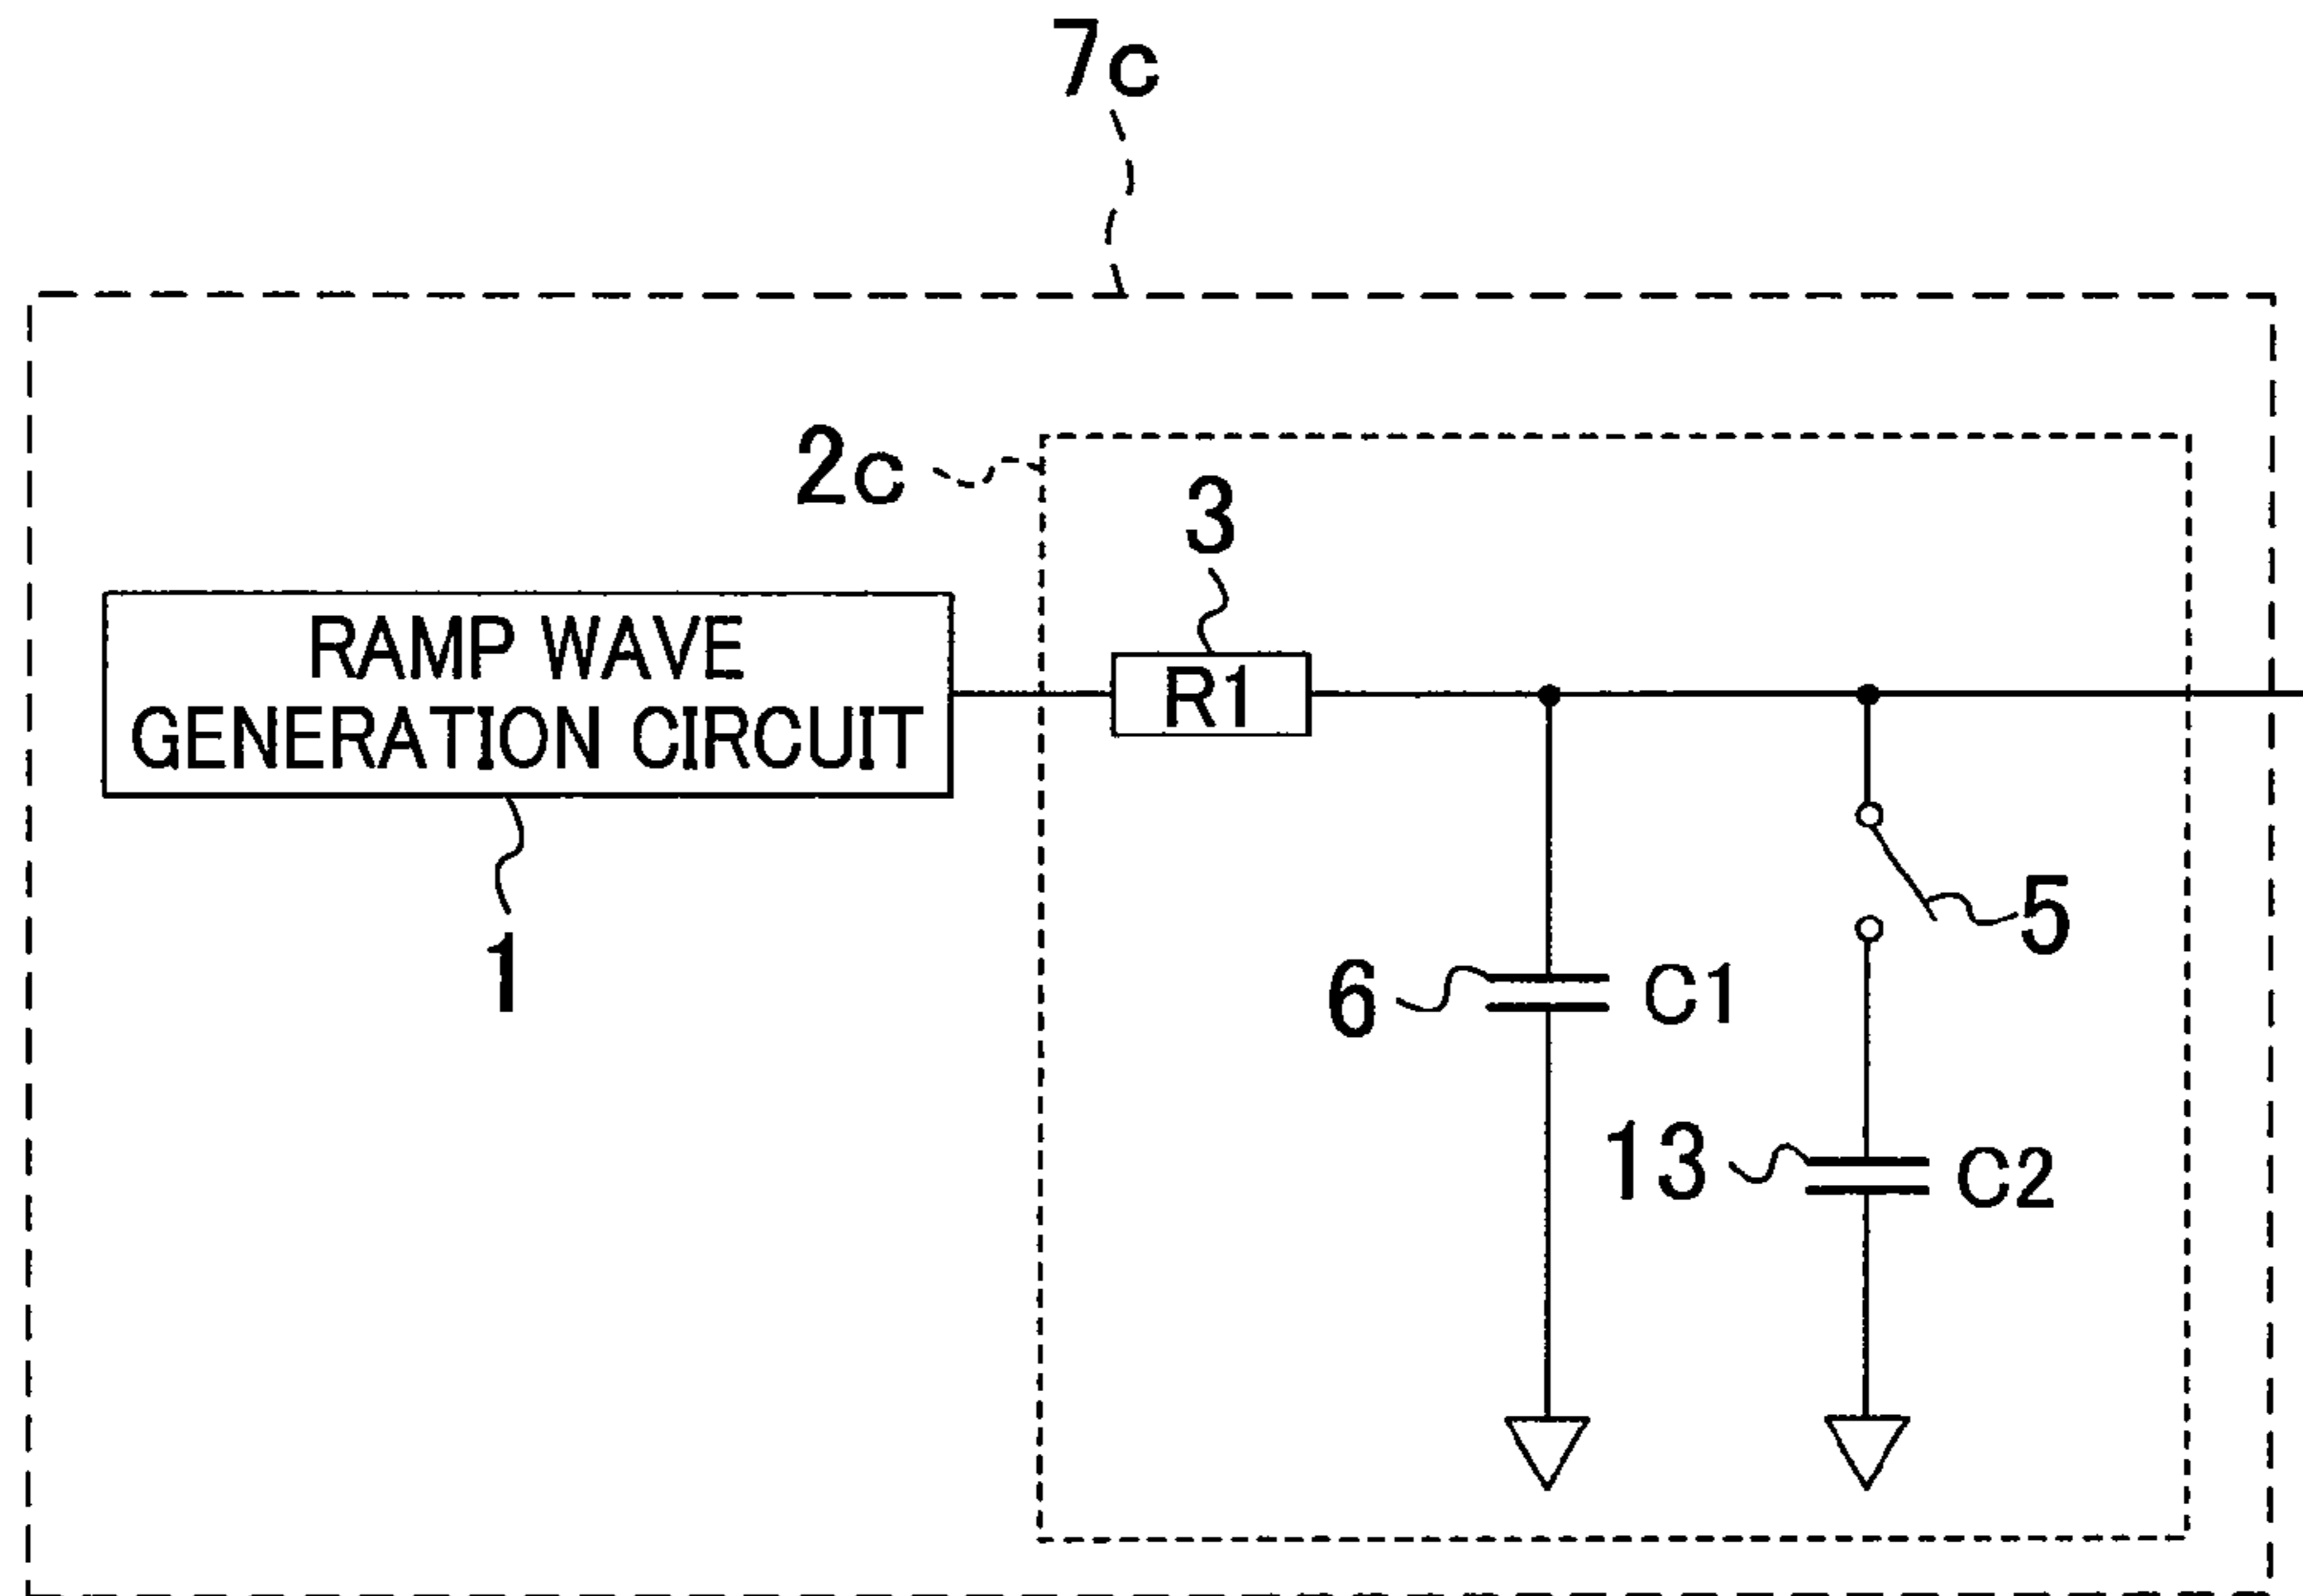 7c
2c
3
RAMP WAVE
GENERATION CIRCUIT
R1
1
5
6
C1
13
C2